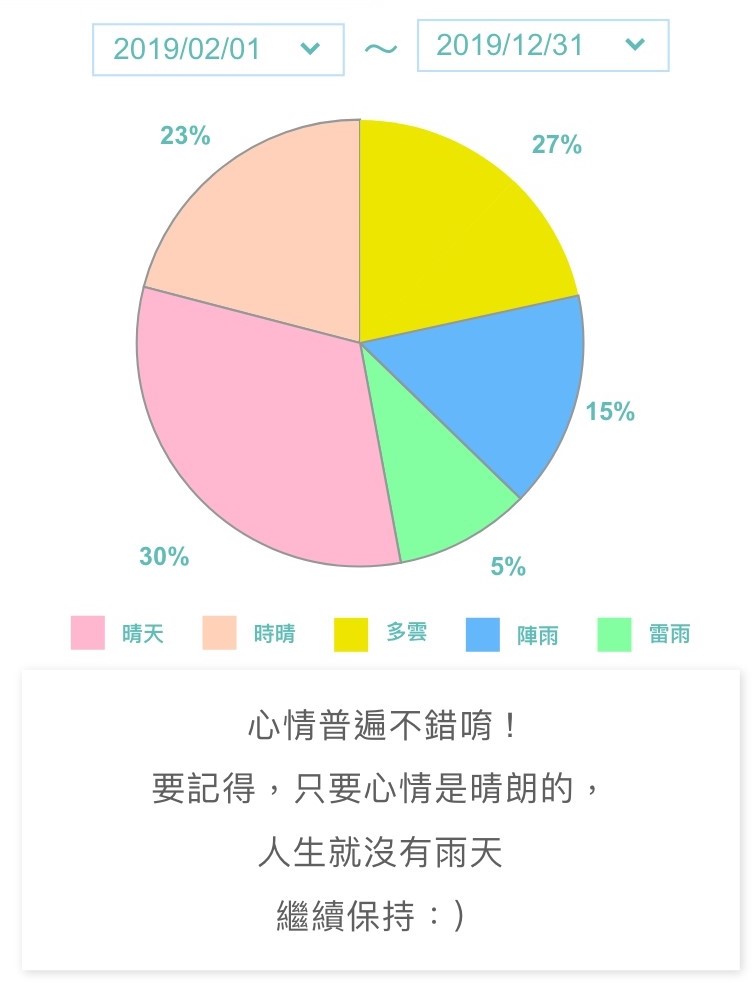 2019/02/01 ～ 2019/12/31
23%
27%
15%
30%
5%
晴天 時晴 多雲 陣雨 雷雨
心情普遍不錯唷！
要記得，只要心情是晴朗的，
人生就沒有雨天
繼續保持：）